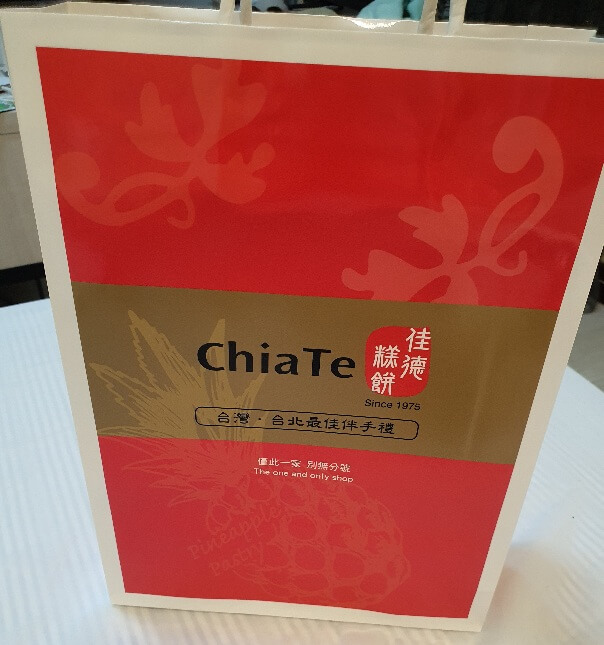 ChiaTe
佳德
糕餅
Since 1975
台灣・台北最佳伴手禮
僅此一家 別無分號
The one and only shop
Pineapple
Pastry